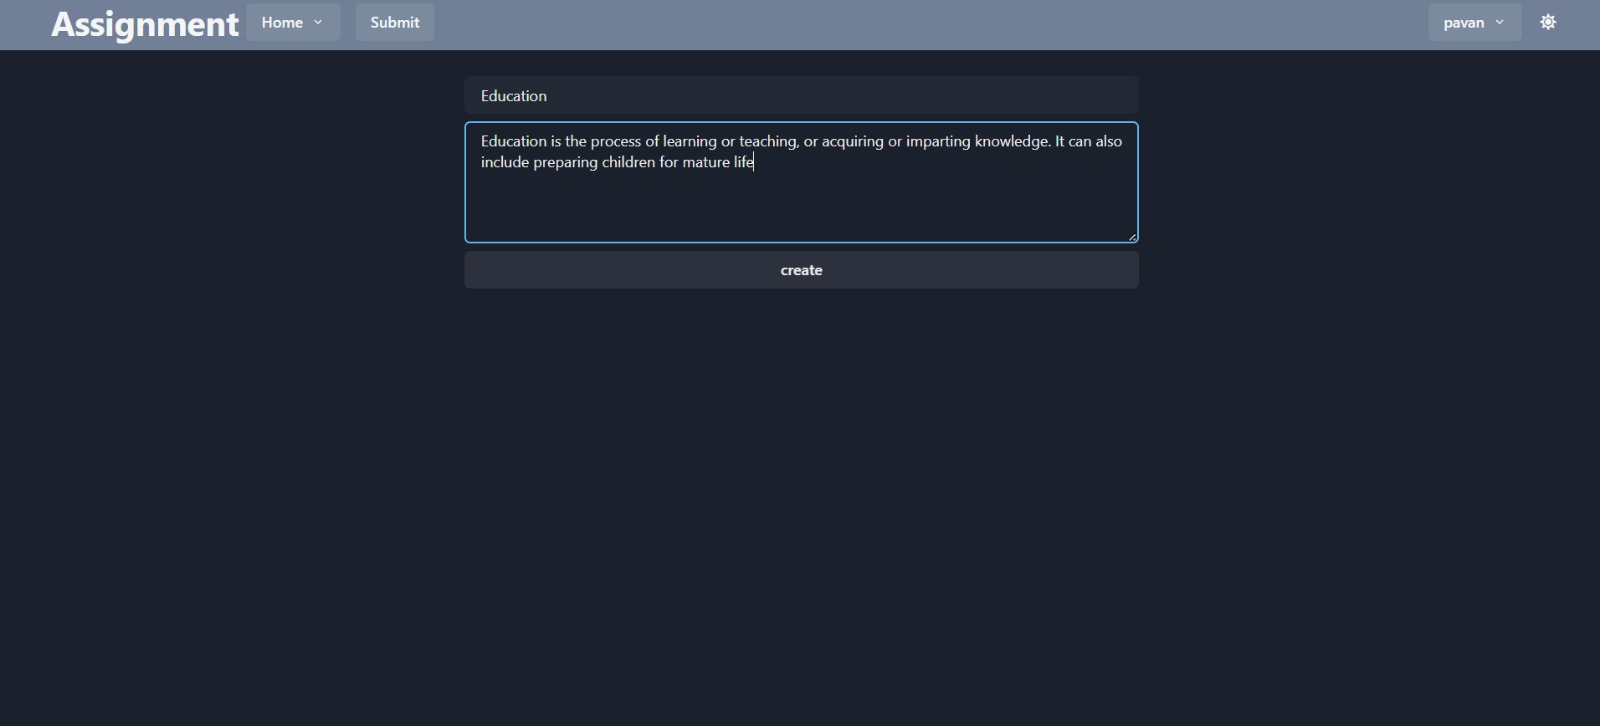 Assignment Home Submit pavan
Education
Education is the process of learning or teaching, or acquiring or imparting knowledge. It can also
include preparing children for mature life
create